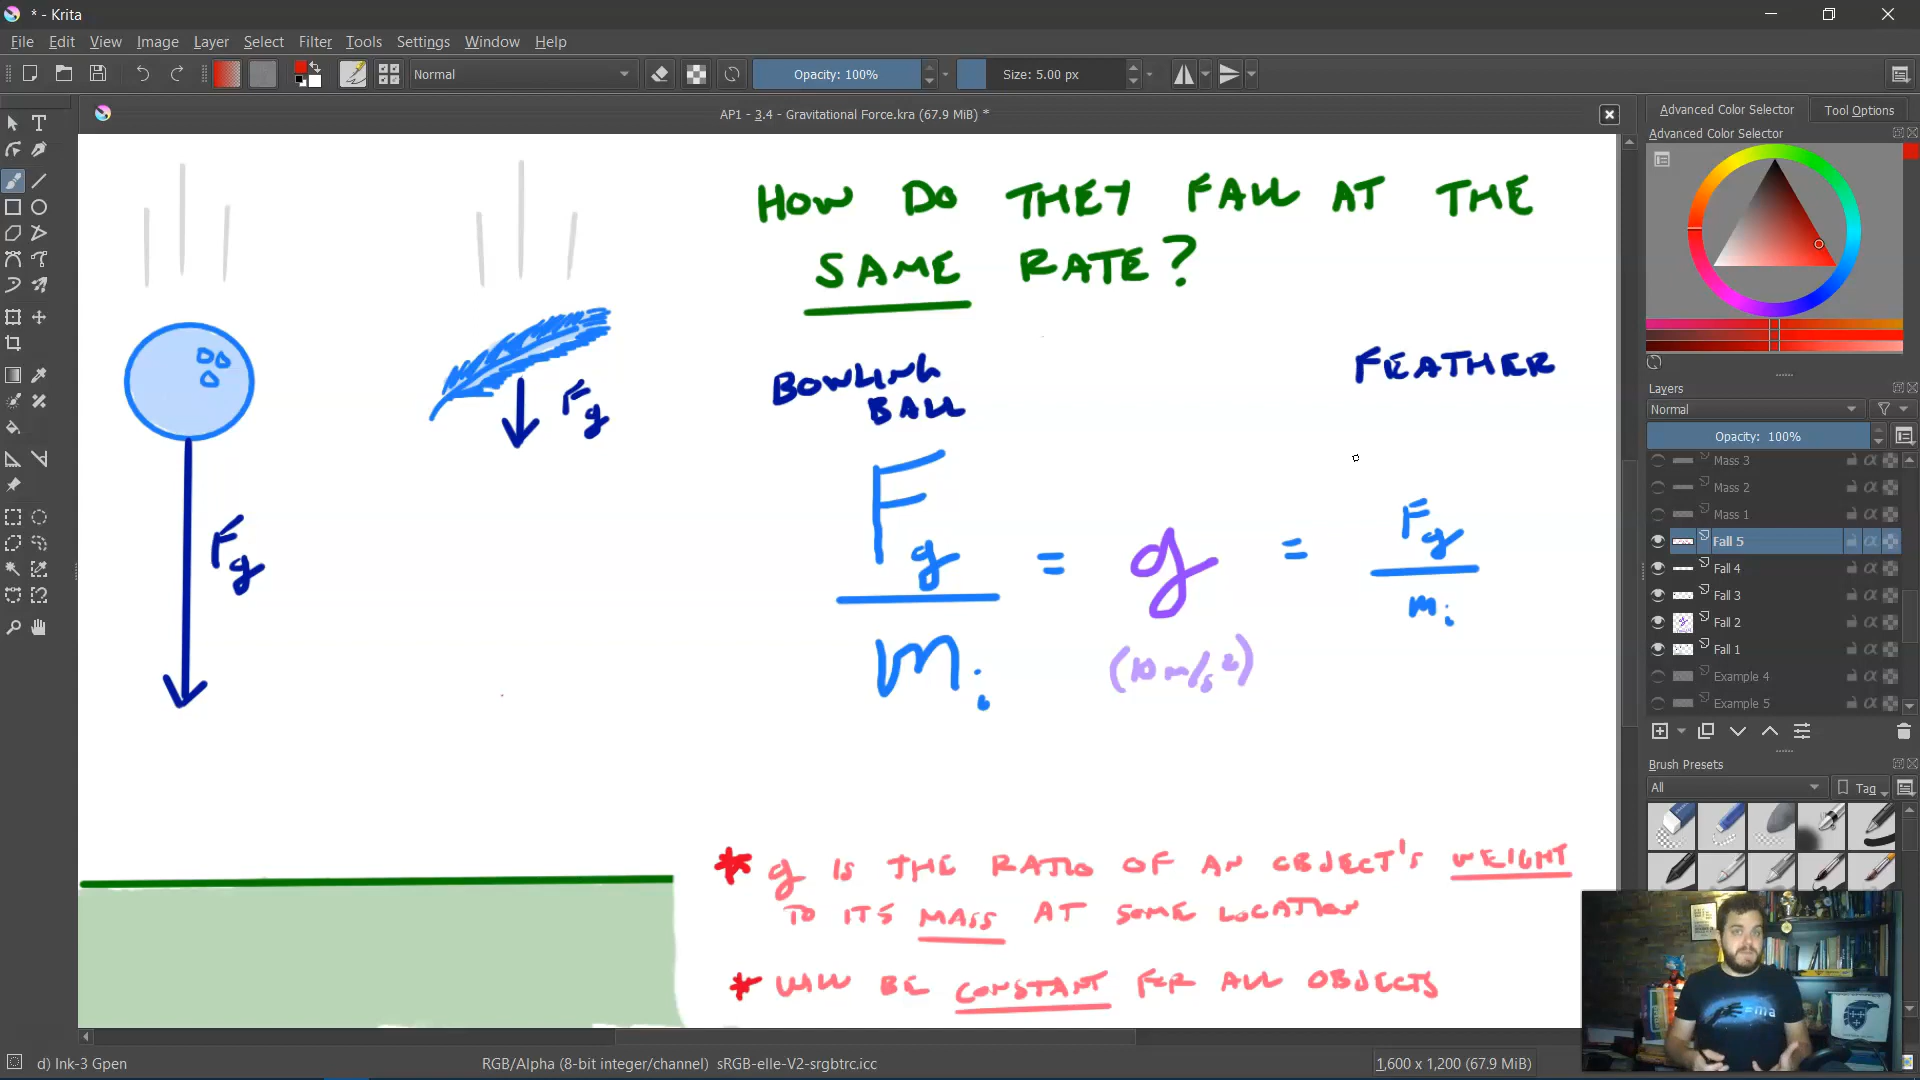 * - Krita
File Edit View Image Layer Select Filter Tools Settings Window Help
Normal Opacity: 100% Size: 5.00 px
AP1 - 3.4 - Gravitational Force.kra (67.9 MiB) *
Advanced Color Selector Tool Options
Advanced Color Selector
HOW DO THEY FALL AT THE
SAME RATE?
BOWLING
BALL
FEATHER
Fg
Fg
Fg
mi
= g =
(10 m/s²)
Fg
mi
* g IS THE RATIO OF AN OBJECT'S WEIGHT
TO ITS MASS AT SOME LOCATION
* WILL BE CONSTANT FOR ALL OBJECTS
Layers
Normal
Opacity: 100%
Mass 3
Mass 2
Mass 1
Fall 5
Fall 4
Fall 3
Fall 2
Fall 1
Example 4
Example 5
Brush Presets
All Tag
d) Ink-3 Gpen
RGB/Alpha (8-bit integer/channel) sRGB-elle-V2-srgbtrc.icc
1,600 x 1,200 (67.9 MiB)